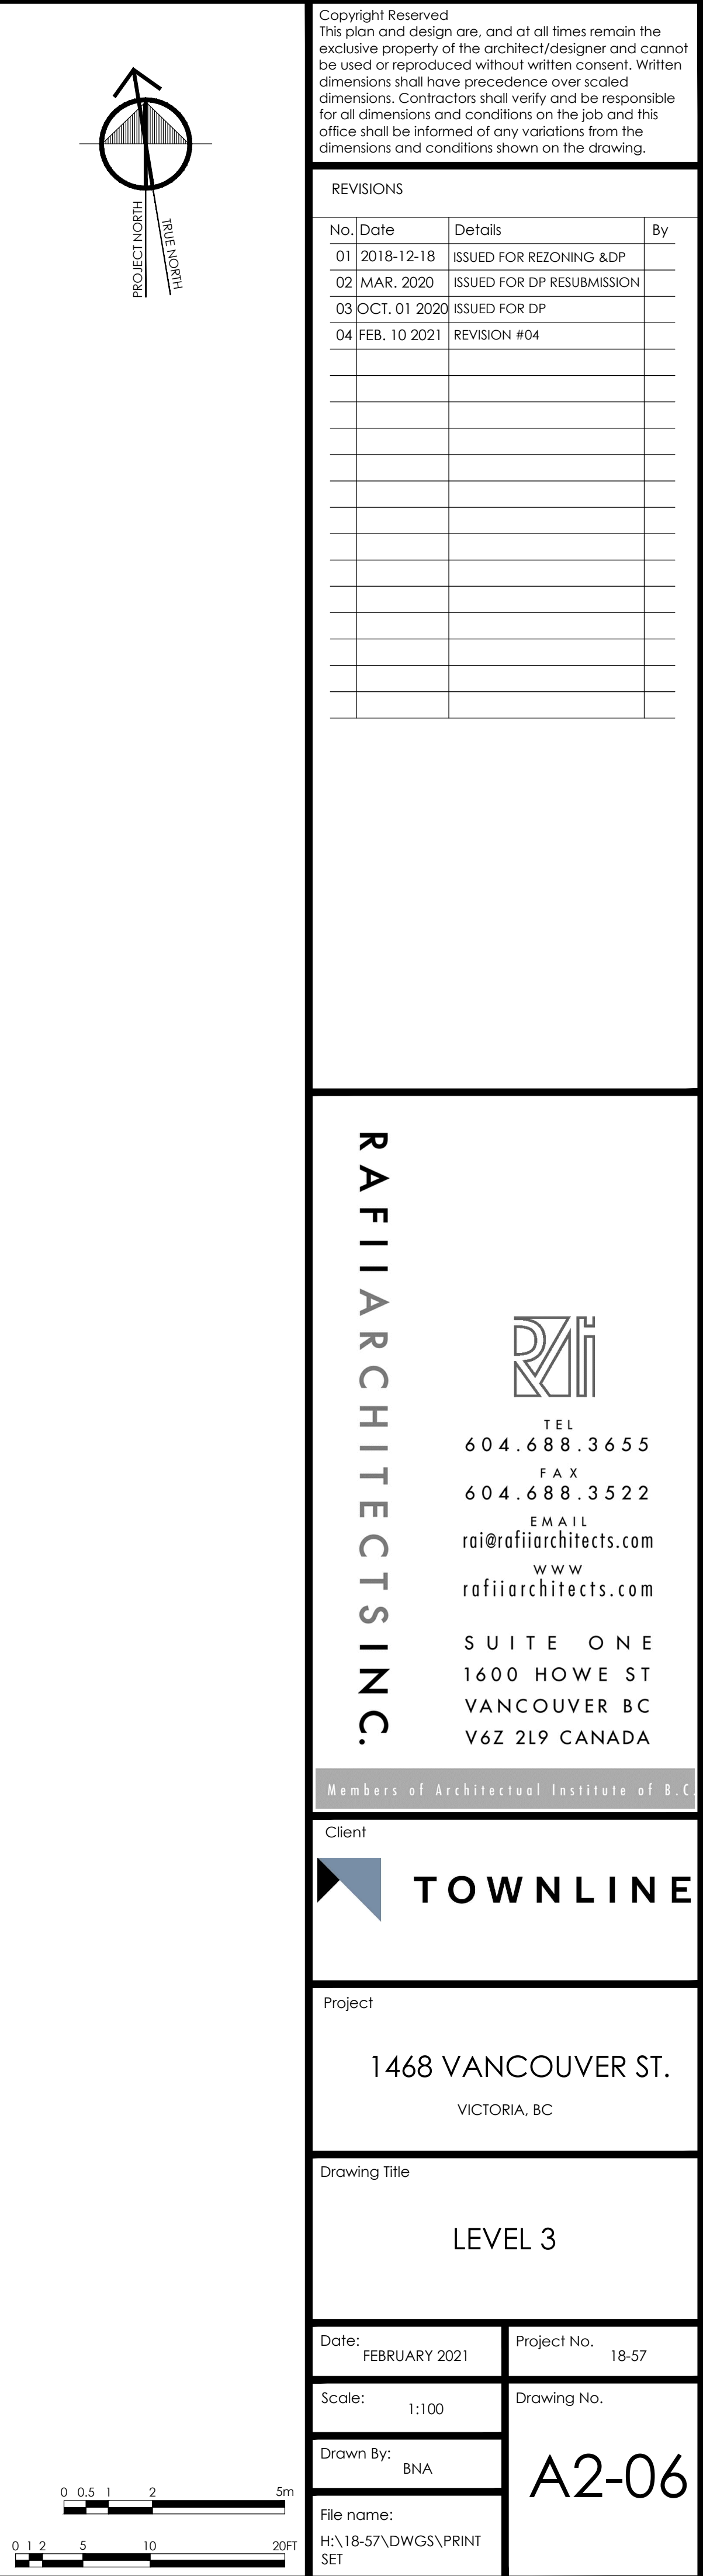 Copyright Reserved
This plan and design are, and at all times remain the
exclusive property of the architect/designer and cannot
be used or reproduced without written consent. Written
dimensions shall have precedence over scaled
dimensions. Contractors shall verify and be responsible
for all dimensions and conditions on the job and this
office shall be informed of any variations from the
dimensions and conditions shown on the drawing.
PROJECT NORTH
TRUE NORTH
REVISIONS
No. Date Details By
01 2018-12-18 ISSUED FOR REZONING &DP
02 MAR. 2020 ISSUED FOR DP RESUBMISSION
03 OCT. 01 2020 ISSUED FOR DP
04 FEB. 10 2021 REVISION #04
RAFIIARCHITECTSINC.
RAi
TEL
604.688.3655
FAX
604.688.3522
EMAIL
rai@rafiiarchitects.com
WWW
rafiiarchitects.com
SUITE ONE
1600 HOWE ST
VANCOUVER BC
V6Z 2L9 CANADA
Members of Architectual Institute of B.C.
Client
TOWNLINE
Project
1468 VANCOUVER ST.
VICTORIA, BC
Drawing Title
LEVEL 3
Date:
FEBRUARY 2021
Project No.
18-57
Scale:
1:100
Drawing No.
A2-06
Drawn By:
BNA
File name:
H:\18-57\DWGS\PRINT
SET
0 0.5 1 2 5m
0 1 2 5 10 20FT